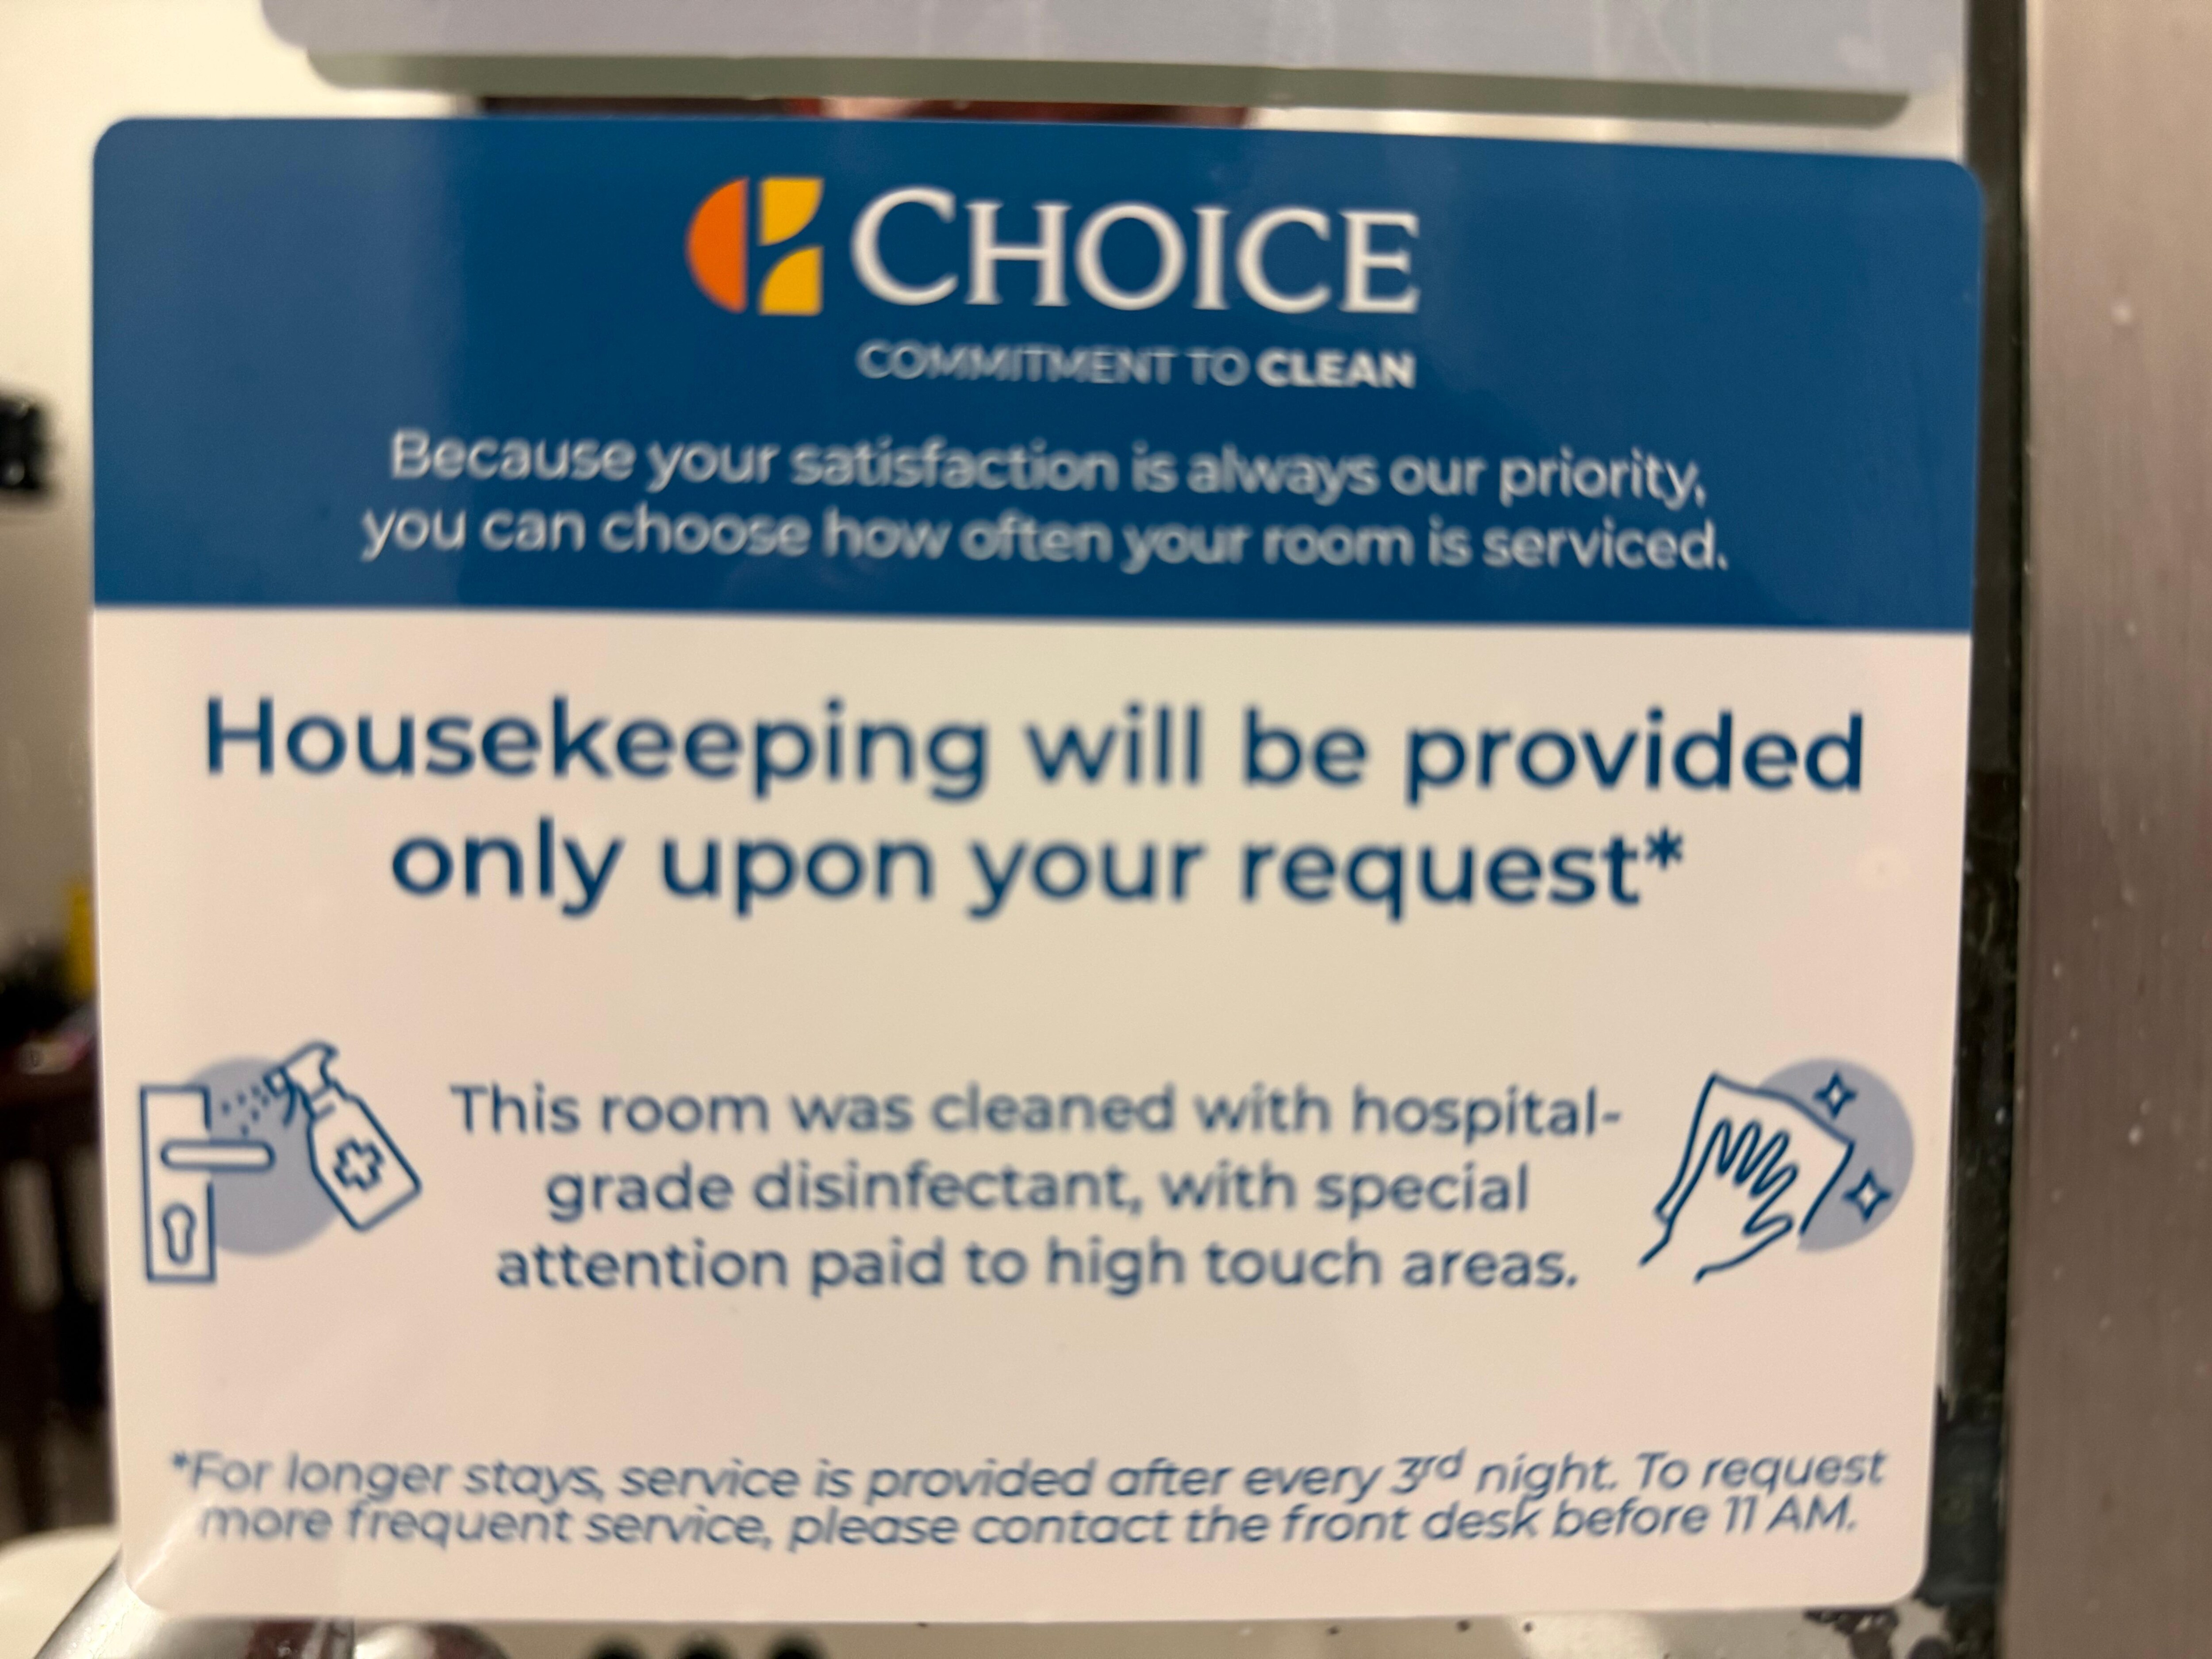 CHOICE
COMMITMENT TO CLEAN
Because your satisfaction is always our priority,
you can choose how often your room is serviced.
Housekeeping will be provided
only upon your request*
This room was cleaned with hospital-
grade disinfectant, with special
attention paid to high touch areas.
*For longer stays, service is provided after every 3rd night. To request
more frequent service, please contact the front desk before 11 AM.